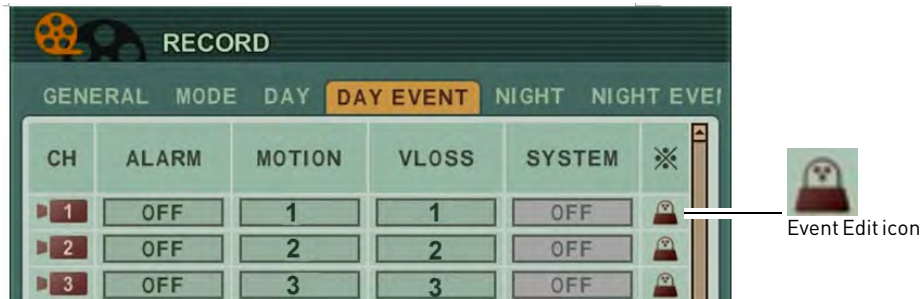 RECORD
GENERAL MODE DAY DAY EVENT NIGHT NIGHT EVE
CH ALARM MOTION VLOSS SYSTEM ※
1 OFF 1 1 OFF
Event Edit icon
2 OFF 2 2 OFF
3 OFF 3 3 OFF